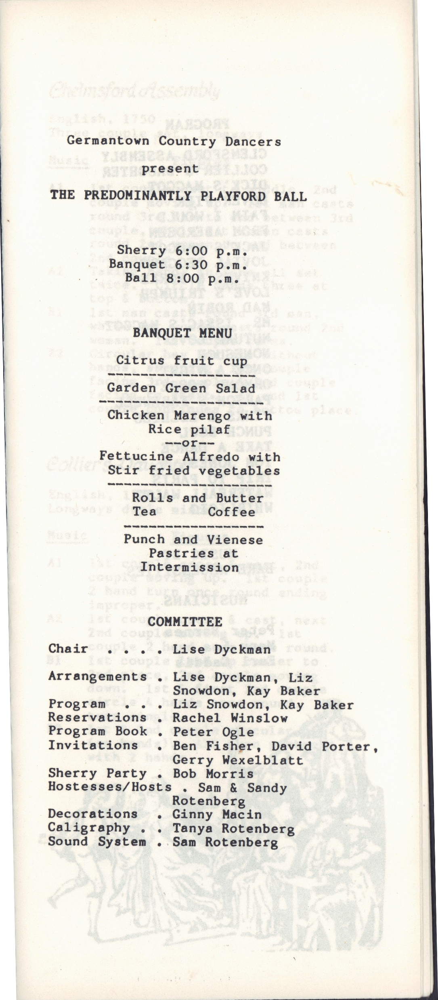 Germantown Country Dancers
present
THE PREDOMINANTLY PLAYFORD BALL
Sherry 6:00 p.m.
Banquet 6:30 p.m.
Ball 8:00 p.m.
BANQUET MENU
Citrus fruit cup
Garden Green Salad
Chicken Marengo with
Rice pilaf
--or--
Fettucine Alfredo with
Stir fried vegetables
Rolls and Butter
Tea Coffee
Punch and Vienese
Pastries at
Intermission
COMMITTEE
Chair . . . . Lise Dyckman
Arrangements . Lise Dyckman, Liz
Snowdon, Kay Baker
Program . . . Liz Snowdon, Kay Baker
Reservations . Rachel Winslow
Program Book . Peter Ogle
Invitations . Ben Fisher, David Porter,
Gerry Wexelblatt
Sherry Party . Bob Morris
Hostesses/Hosts . Sam & Sandy
Rotenberg
Decorations . Ginny Macin
Caligraphy . . Tanya Rotenberg
Sound System . Sam Rotenberg